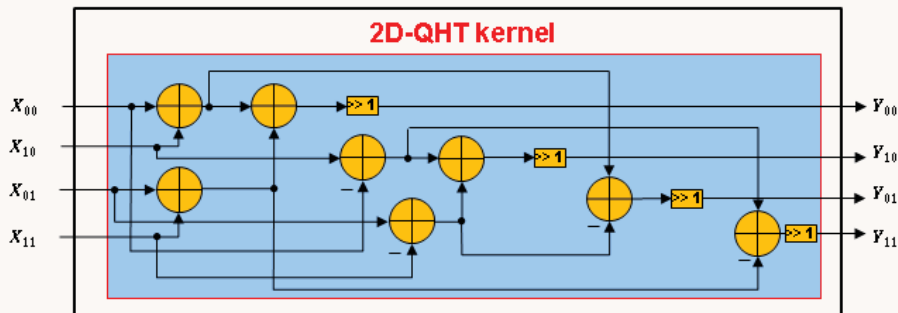 2D-QHT kernel
X00 >> 1 Y00
X10 >> 1 Y10
X01 >> 1 Y01
X11 >> 1 Y11
− − − −